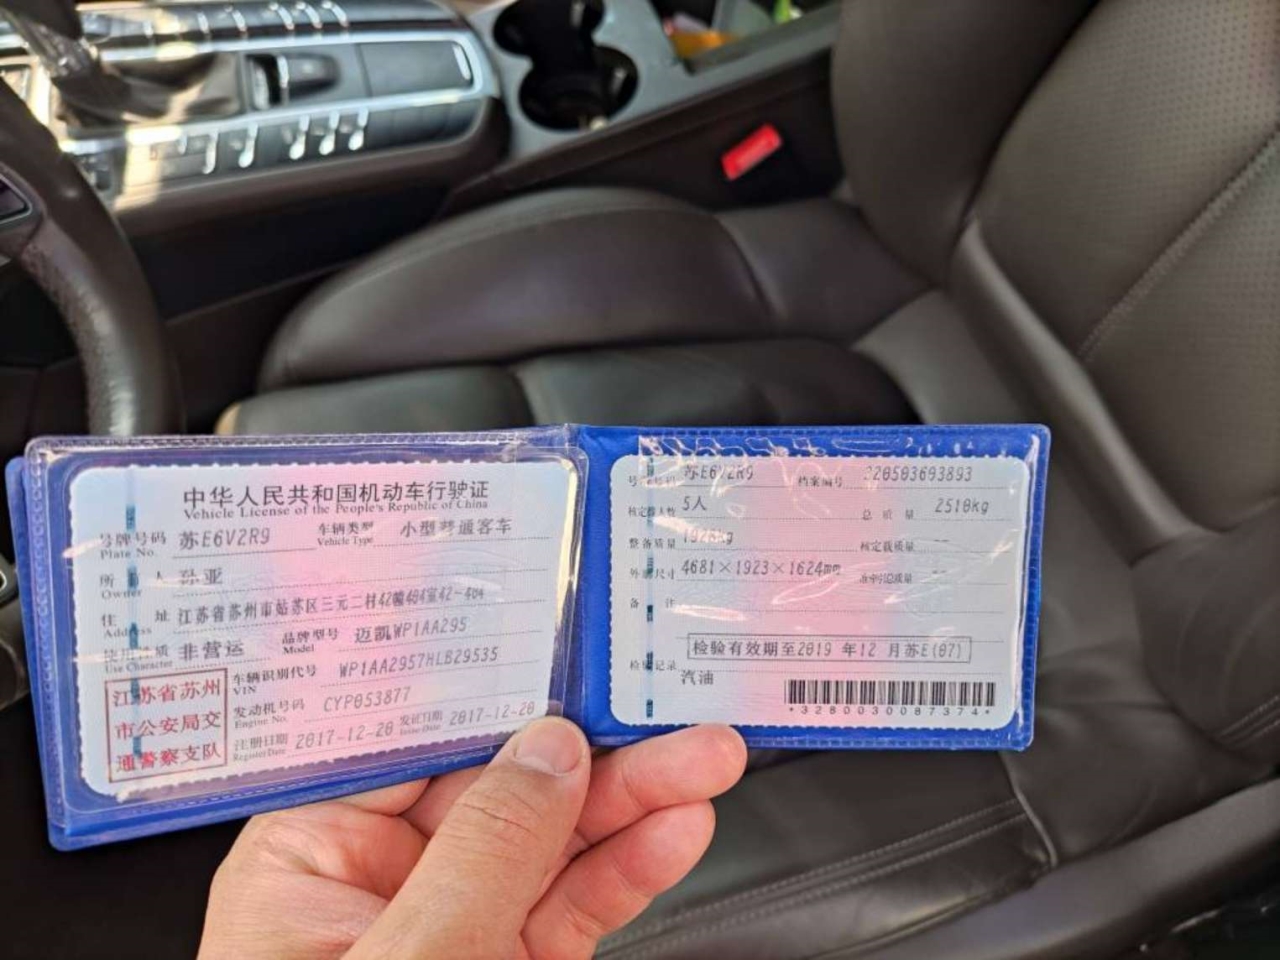 中华人民共和国机动车行驶证
Vehicle License of the People's Republic of China
号牌号码 苏E6V2R9 车辆类型 小型普通客车
Plate No. Vehicle Type
所 人
Owner
住 址 江苏省苏州市姑苏区三元二村42幢404室42-404
Address
使用性质 非营运 品牌型号 迈凯WP1AA295
Use Character Model
江苏省苏州
市公安局交
通警察支队
车辆识别代号 WP1AA2957HLB29535
VIN
发动机号码 CYP053877
Engine No.
注册日期 2017-12-20 发证日期 2017-12-20
Register Date Issue Date
号牌号码 苏E6V2R9 档案编号 220503603893
核定载人数 5人 总质量 2510kg
整备质量 核定载质量 --
外廓尺寸 4681×1923×1624mm 准牵引总质量 --
备 注
检验有效期至2019 年12 月苏E(07)
检验记录
汽油
*3280030087374*